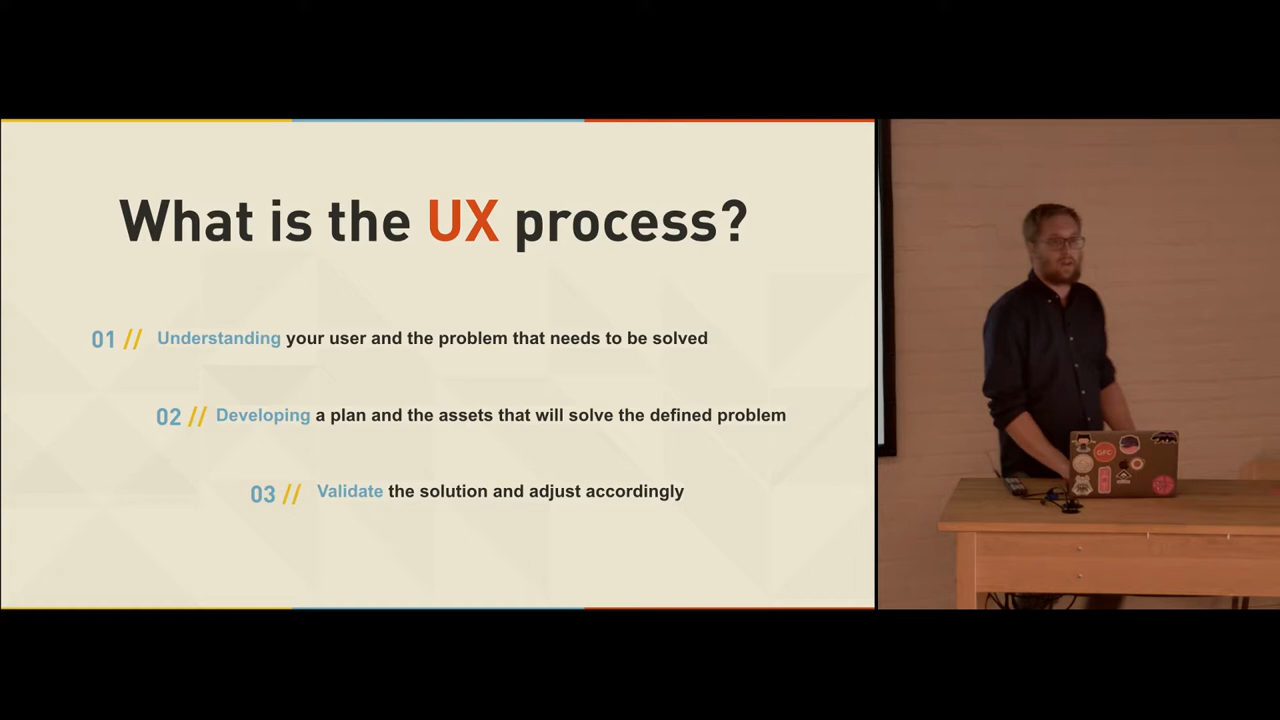 What is the UX process?
01 // Understanding your user and the problem that needs to be solved
02 // Developing a plan and the assets that will solve the defined problem
03 // Validate the solution and adjust accordingly
GFC